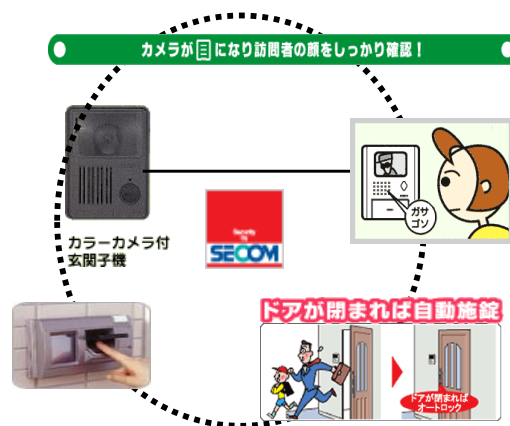 カメラが目になり訪問者の顔をしっかり確認！
ガサ
ゴソ
Security
by
SECOM
カラーカメラ付
玄関子機
ドアが閉まれば自動施錠
ドアが閉まれば
オートロック